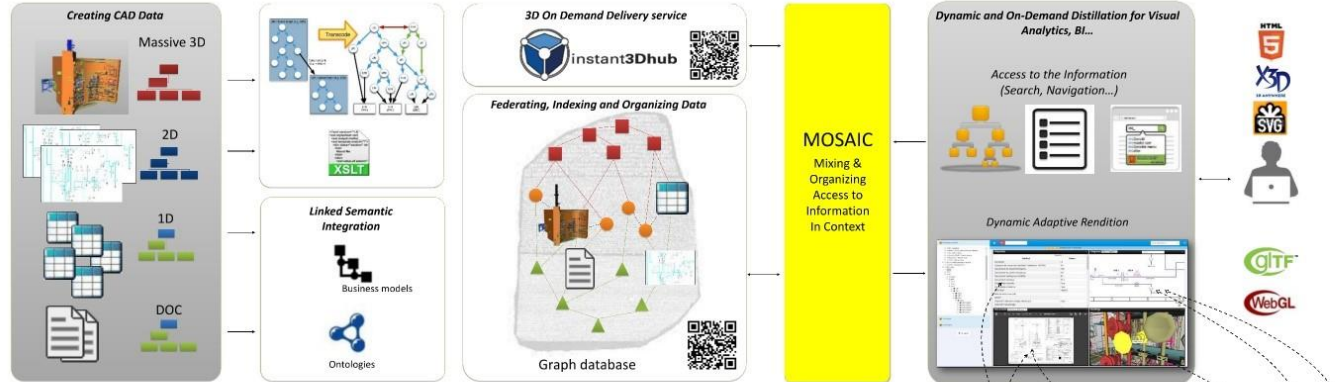 Creating CAD Data
Massive 3D
2D
1D
DOC
Transcode
XSLT
Linked Semantic
Integration
Business models
Ontologies
3D On Demand Delivery service
instant3Dhub
Federating, Indexing and Organizing Data
Graph database
MOSAIC
Mixing &
Organizing
Access to
Information
In Context
Dynamic and On-Demand Distillation for Visual
Analytics, BI...
Access to the Information
(Search, Navigation...)
Dynamic Adaptive Rendition
HTML
5
X3D
SVG
glTF
WebGL